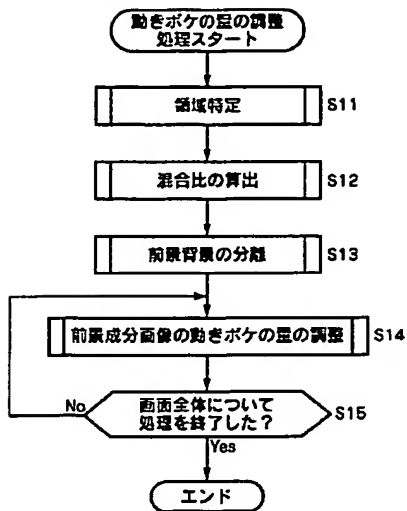 動きボケの量の調整
処理スタート
領域特定 S11
混合比の算出 S12
前景背景の分離 S13
前景成分画像の動きボケの量の調整 S14
画面全体について
処理を終了した？ S15
No
Yes
エンド